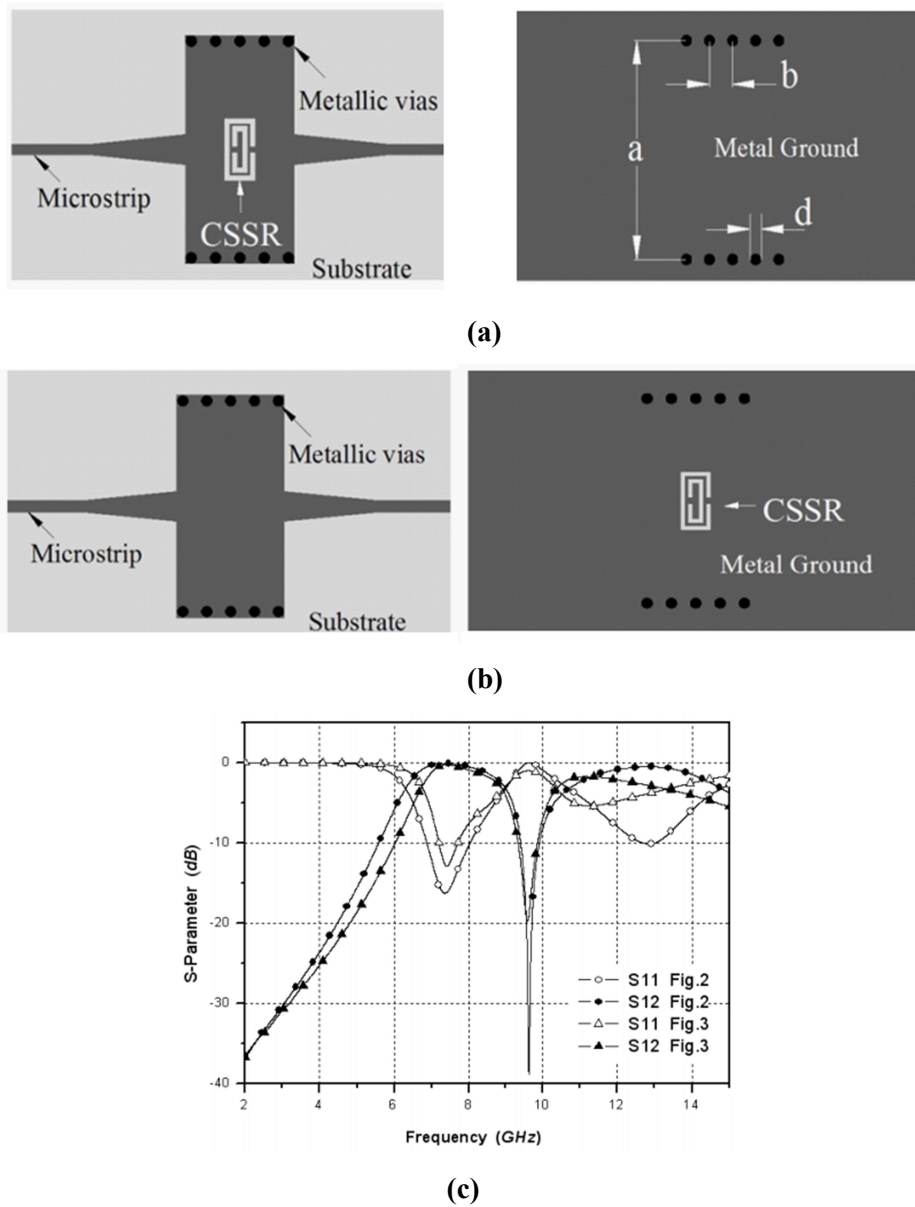 Metallic vias
Microstrip
CSSR
Substrate
b
a
Metal Ground
d
(a)
Metallic vias
Microstrip
Substrate
CSSR
Metal Ground
(b)
5
0
-10
-20
-30
-40
S-Parameter (dB)
S11 Fig.2
S12 Fig.2
S11 Fig.3
S12 Fig.3
2 4 6 8 10 12 14
Frequency (GHz)
(c)